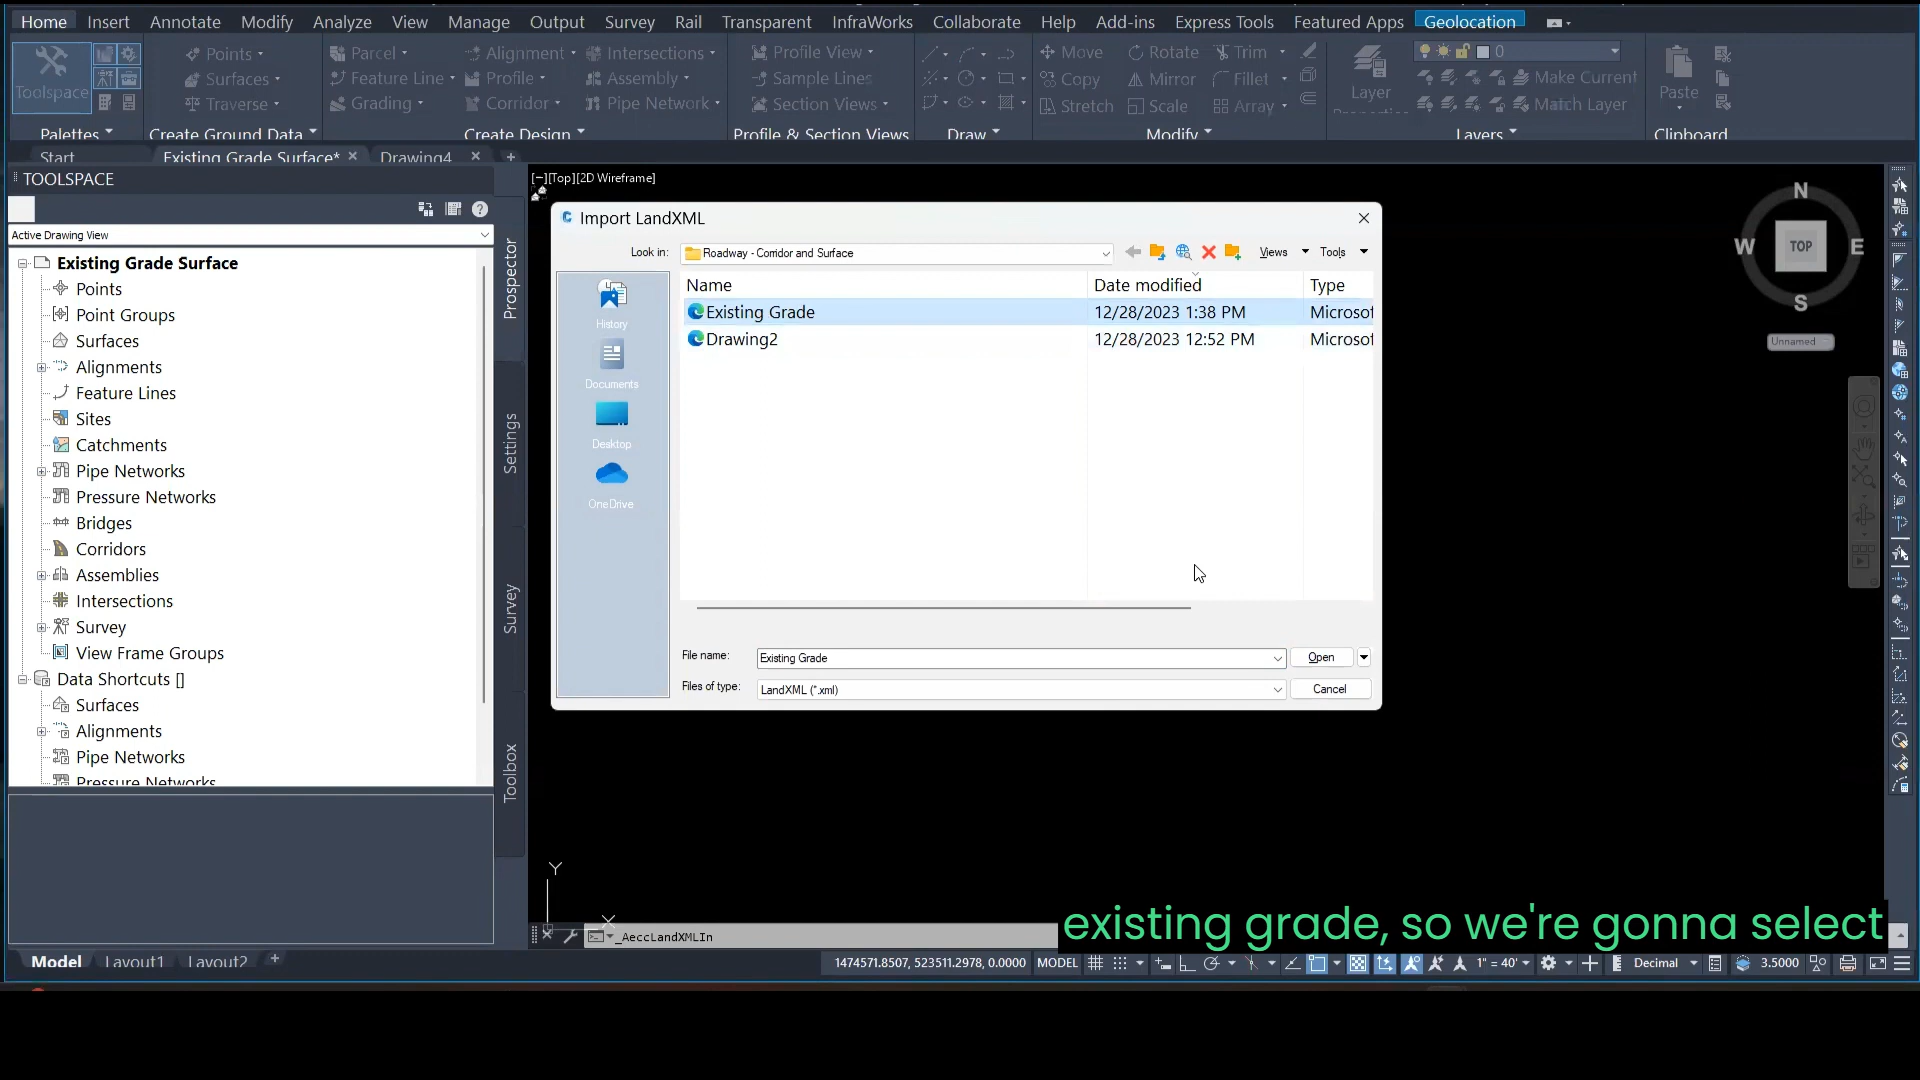 Home Insert Annotate Modify Analyze View Manage Output Survey Rail Transparent InfraWorks Collaborate Help Add-ins Express Tools Featured Apps Geolocation
Points Parcel Alignment Intersections Profile View Move Rotate Trim 0
Toolspace Surfaces Feature Line Profile Assembly Sample Lines Copy Mirror Fillet Layer Properties Make Current Paste
Traverse Grading Corridor Pipe Network Section Views Stretch Scale Array Match Layer
Palettes Create Ground Data Create Design Profile & Section Views Draw Modify Layers Clipboard
Start Existing Grade Surface* Drawing4
TOOLSPACE
[−][Top][2D Wireframe]
Active Drawing View
Existing Grade Surface
Points
Point Groups
Surfaces
Alignments
Feature Lines
Sites
Catchments
Pipe Networks
Pressure Networks
Bridges
Corridors
Assemblies
Intersections
Survey
View Frame Groups
Data Shortcuts []
Surfaces
Alignments
Pipe Networks
Pressure Networks
Prospector
Settings
Survey
Toolbox
Import LandXML
Look in: Roadway - Corridor and Surface Views Tools
Name Date modified Type
Existing Grade 12/28/2023 1:38 PM Microsof
Drawing2 12/28/2023 12:52 PM Microsof
History
Documents
Desktop
OneDrive
File name: Existing Grade Open
Files of type: LandXML (*.xml) Cancel
N
W TOP E
S
Unnamed
Y
X
_AeccLandXMLIn
existing grade, so we're gonna select
Model Layout1 Layout2 1474571.8507, 523511.2978, 0.0000 MODEL 1" = 40' Decimal 3.5000